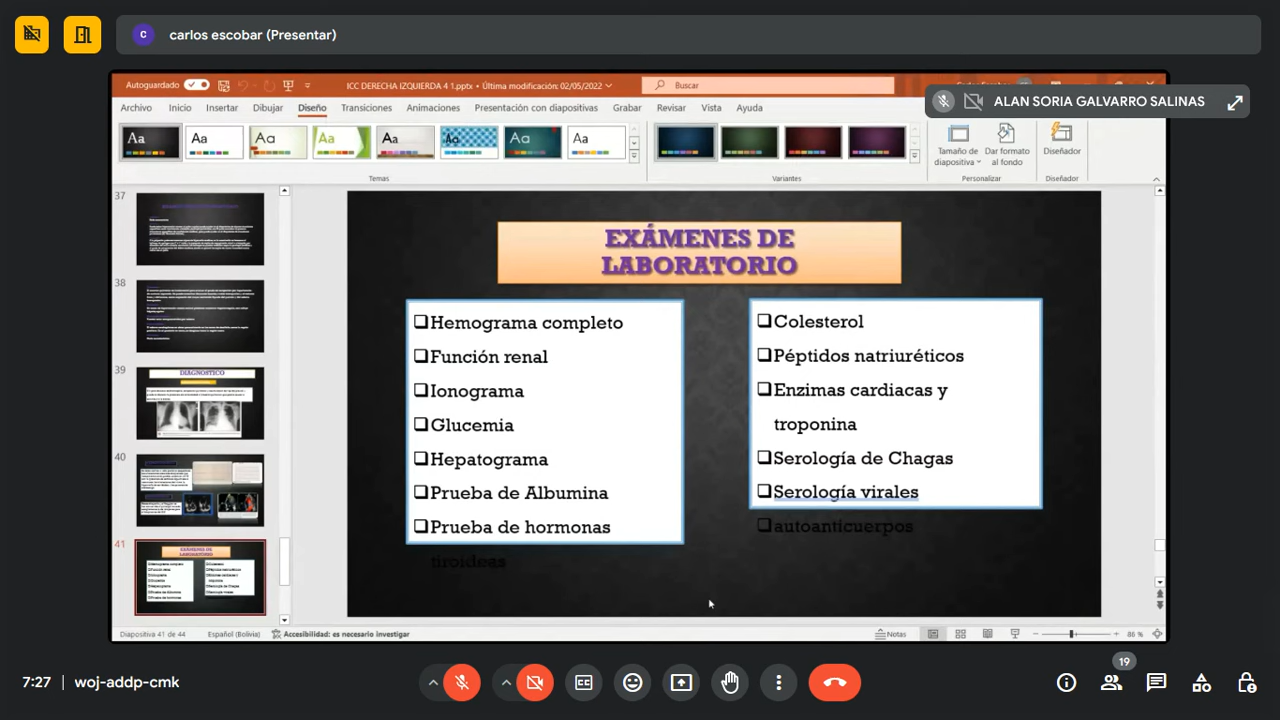 C carlos escobar (Presentar)
Autoguardado
ICC DERECHA IZQUIERDA 4 1.pptx • Última modificación: 02/05/2022
Buscar
ALAN SORIA GALVARRO SALINAS
Archivo Inicio Insertar Dibujar Diseño Transiciones Animaciones Presentación con diapositivas Grabar Revisar Vista Ayuda
Aa Aa Aa Aa Aa Aa Aa Aa
Tamaño de diapositiva
Dar formato al fondo
Diseñador
Temas Variantes Personalizar Diseñador
37
38
39
DIAGNOSTICO
40
41
EXÁMENES DE
LABORATORIO
EXÁMENES DE
LABORATORIO
Hemograma completo
Función renal
Ionograma
Glucemia
Hepatograma
Prueba de Albumina
Prueba de hormonas
tiroideas
Colesterol
Péptidos natriuréticos
Enzimas cardiacas y
troponina
Serología de Chagas
Serología virales
autoanticuerpos
Diapositiva 41 de 44 Español (Bolivia) Accesibilidad: es necesario investigar Notas 86 %
7:27 woj-addp-cmk
19